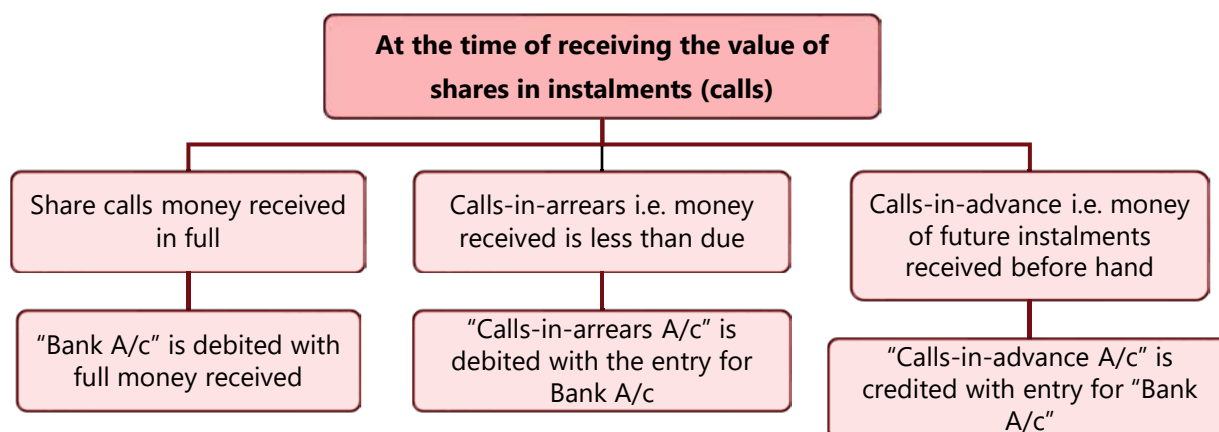 At the time of receiving the value of
shares in instalments (calls)
Share calls money received
in full
Calls-in-arrears i.e. money
received is less than due
Calls-in-advance i.e. money
of future instalments
received before hand
“Bank A/c” is debited with
full money received
“Calls-in-arrears A/c” is
debited with the entry for
Bank A/c
“Calls-in-advance A/c” is
credited with entry for “Bank
A/c”